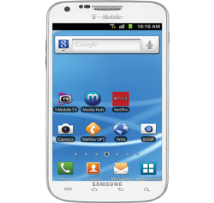 T··Mobile·
10:10 AM
Google
T-Mobile TV Media Hub Netflix
Camera TeleNav GPS Web Email
SAMSUNG